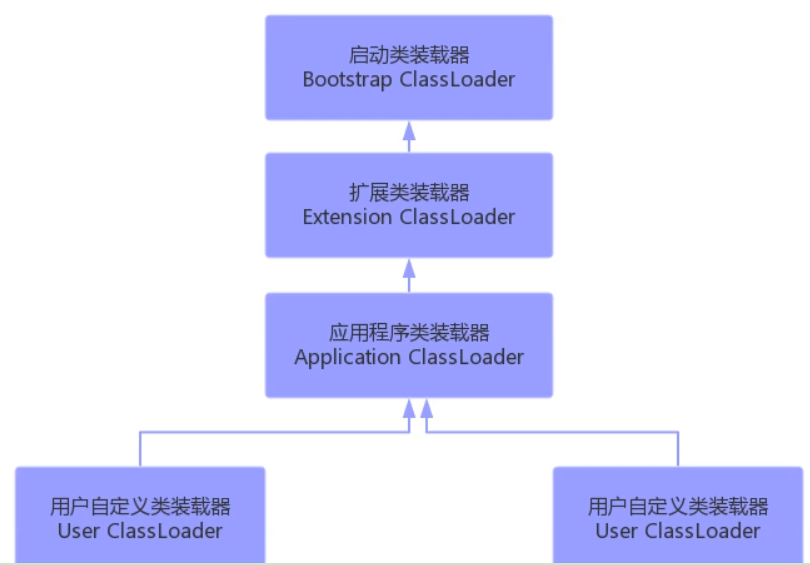 启动类装载器
Bootstrap ClassLoader
扩展类装载器
Extension ClassLoader
应用程序类装载器
Application ClassLoader
用户自定义类装载器
User ClassLoader
用户自定义类装载器
User ClassLoader